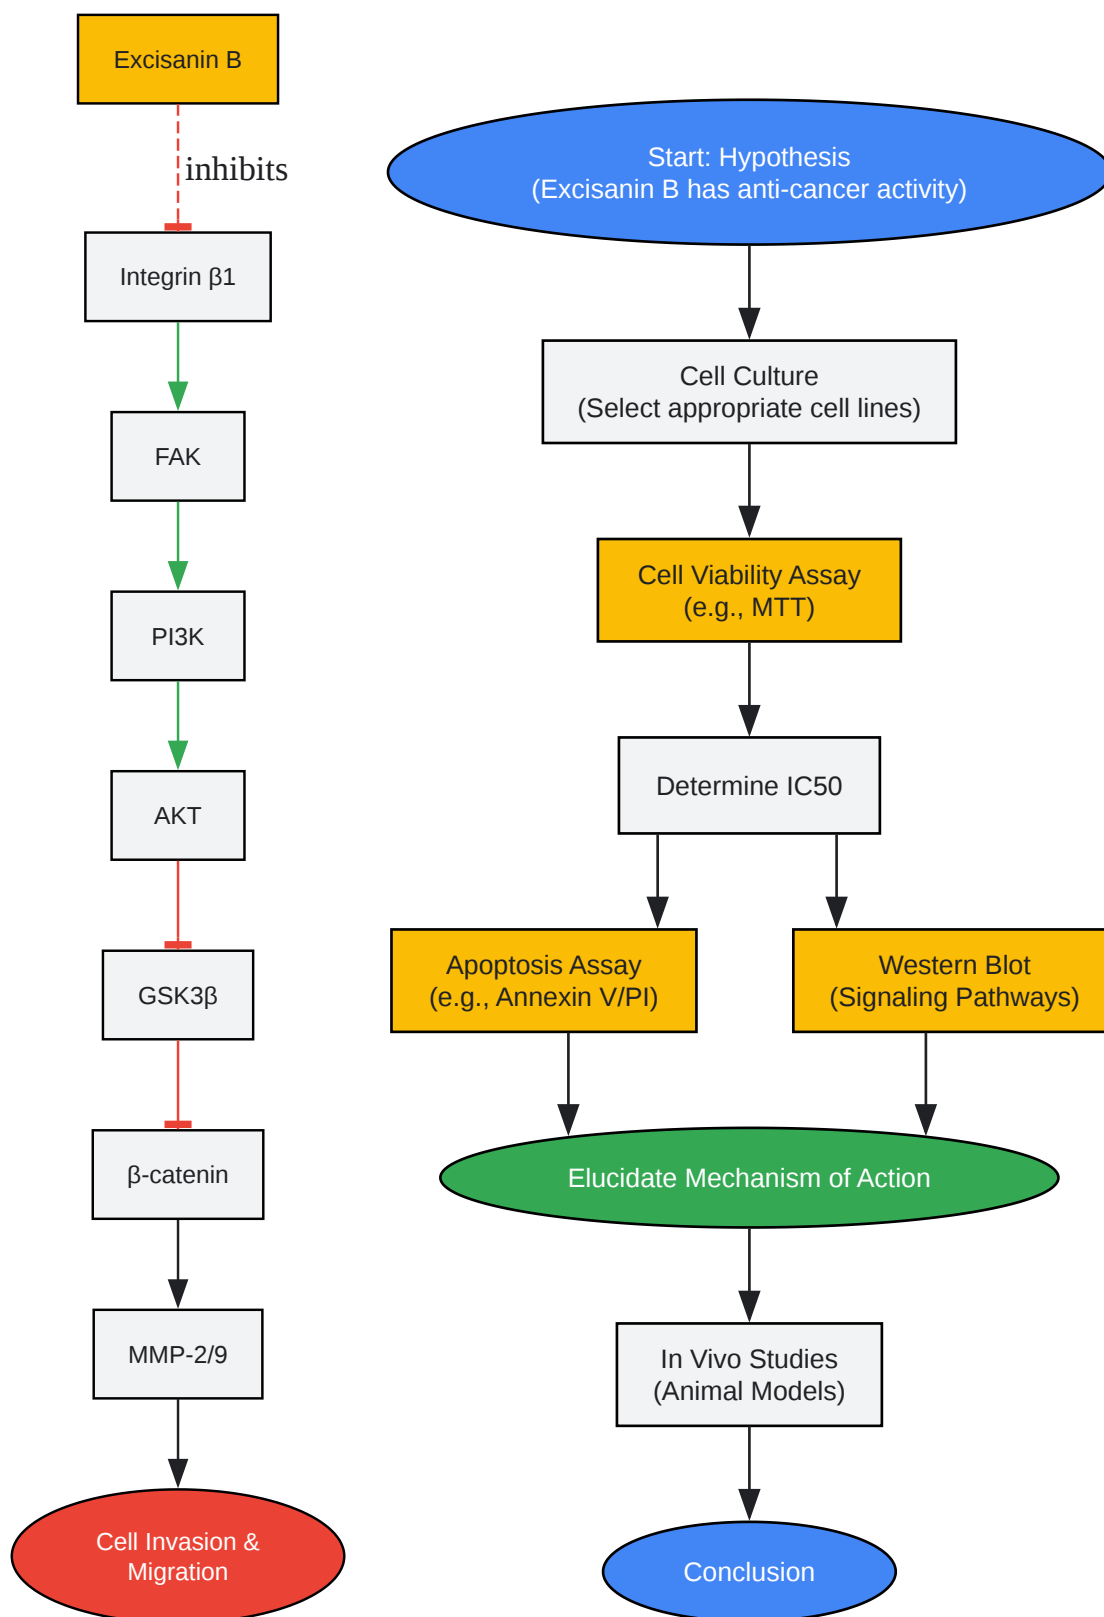 Excisanin B
inhibits
Integrin β1
FAK
PI3K
AKT
GSK3β
β-catenin
MMP-2/9
Cell Invasion &
Migration
Start: Hypothesis
(Excisanin B has anti-cancer activity)
Cell Culture
(Select appropriate cell lines)
Cell Viability Assay
(e.g., MTT)
Determine IC50
Apoptosis Assay
(e.g., Annexin V/PI)
Western Blot
(Signaling Pathways)
Elucidate Mechanism of Action
In Vivo Studies
(Animal Models)
Conclusion